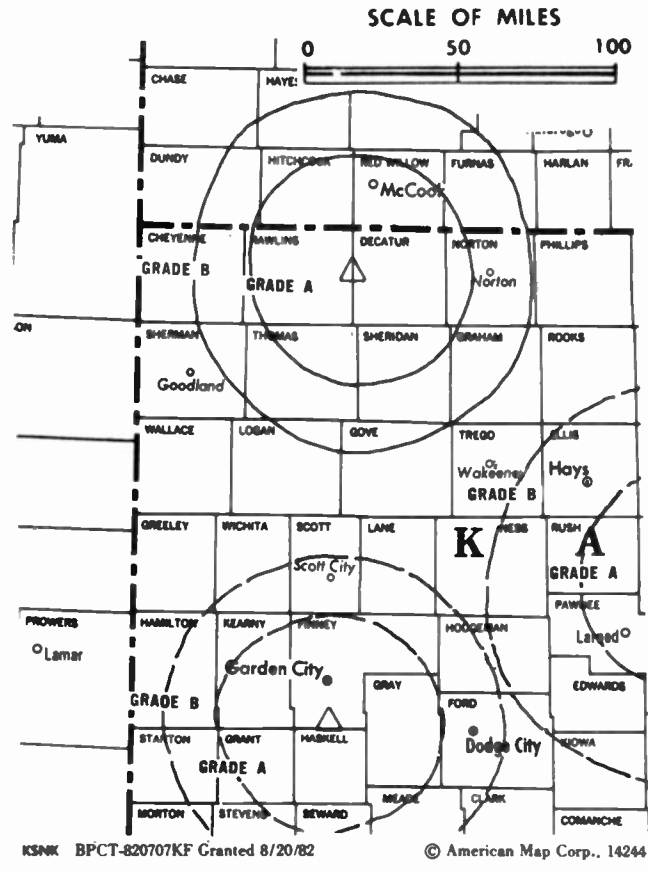 SCALE OF MILES
0 50 100
CHASE
HAYES
YUMA
DUNDY
HITCHCOCK
RED WILLOW
FURNAS
HARLAN
FR.
McCook
CHEYENNE
RAWLINS
DECATUR
NORTON
PHILLIPS
GRADE B
GRADE A
Norton
ON
SHERMAN
THOMAS
SHERIDAN
GRAHAM
ROOKS
Goodland
WALLACE
LOGAN
GOVE
TREGO
ELLIS
Wakeeney
Hays
GRADE B
GREELEY
WICHITA
SCOTT
LANE
K
NESS
RUSH
A
Scott City
GRADE A
PAWNEE
PROWERS
HAMILTON
KEARNY
FINNEY
HODGEMAN
Larned
Lamar
Garden City
GRAY
EDWARDS
GRADE B
FORD
STANTON
GRANT
HASKELL
Dodge City
KIOWA
GRADE A
MEADE
CLARK
MORTON
STEVENS
SEWARD
COMANCHE
KSNK BPCT-820707KF Granted 8/20/82
© American Map Corp., 14244